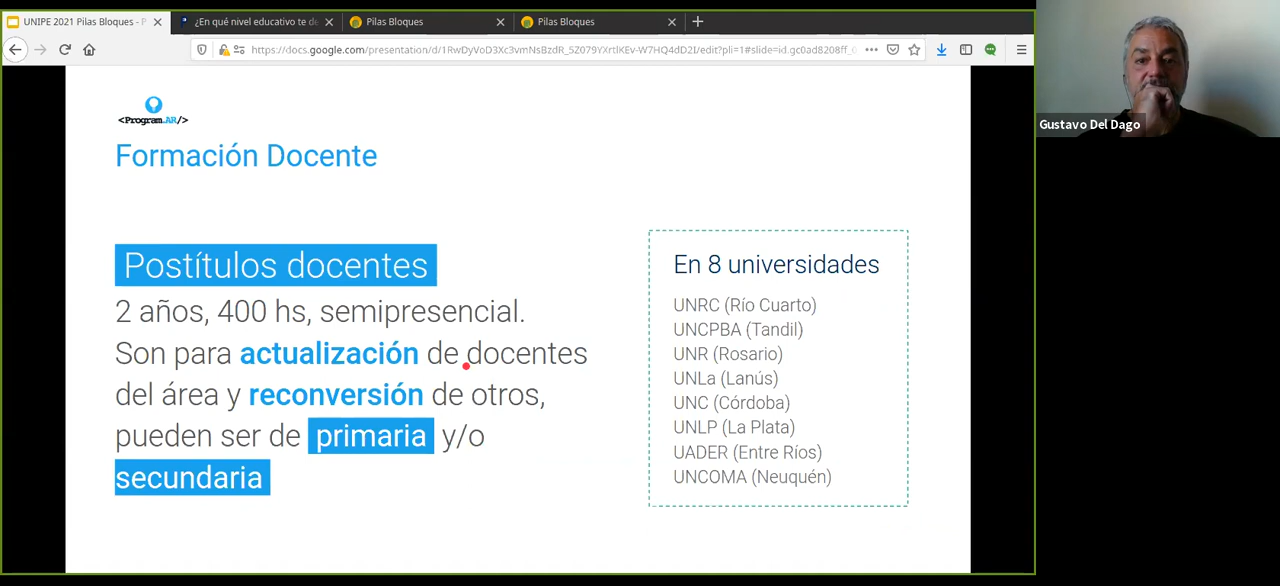 UNIPE 2021 Pilas Bloques - P
¿En qué nivel educativo te de
Pilas Bloques
Pilas Bloques
https://docs.google.com/presentation/d/1RwDyVoD3Xc3vmNsBzdR_5Z079YXrtlKEv-W7HQ4dD2I/edit?pli=1#slide=id.gc0ad8208ff_0
Gustavo Del Dago
<Program.AR/>
Formación Docente
Postítulos docentes
2 años, 400 hs, semipresencial.
Son para actualización de docentes
del área y reconversión de otros,
pueden ser de primaria y/o
secundaria
En 8 universidades
UNRC (Río Cuarto)
UNCPBA (Tandil)
UNR (Rosario)
UNLa (Lanús)
UNC (Córdoba)
UNLP (La Plata)
UADER (Entre Ríos)
UNCOMA (Neuquén)